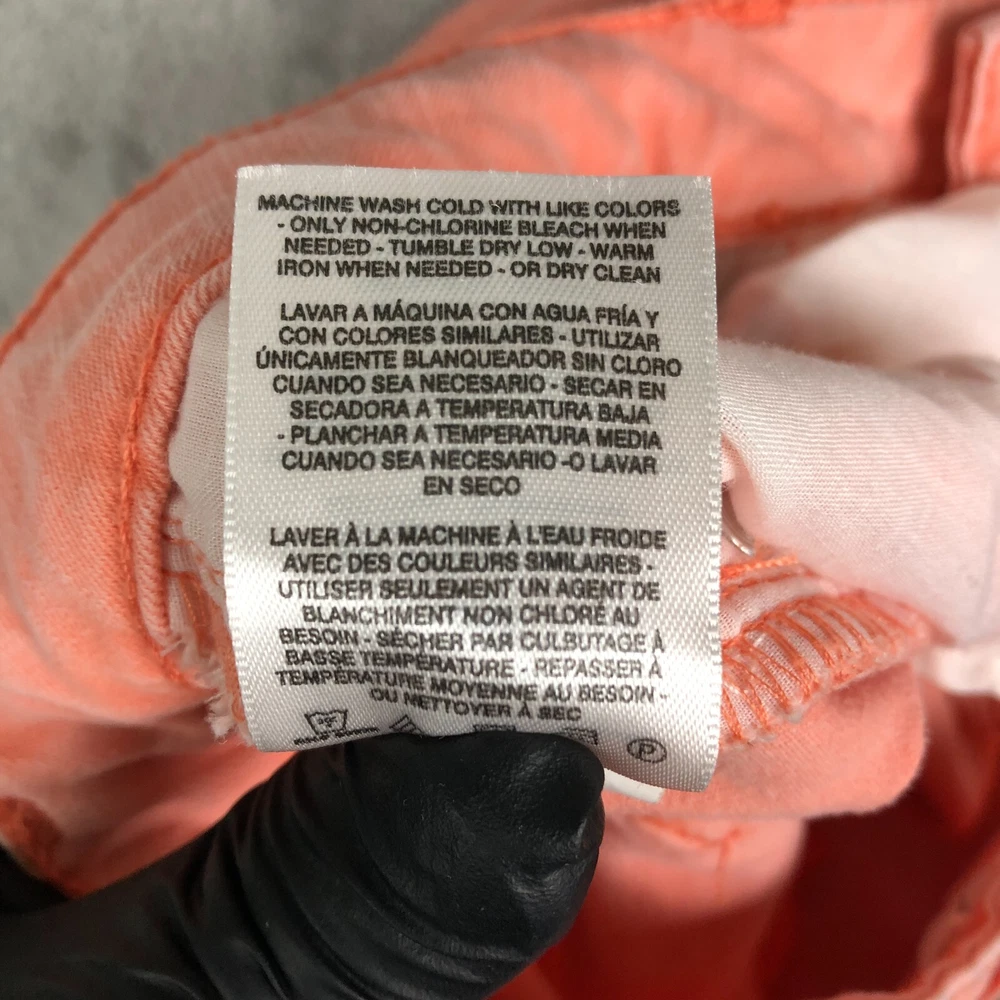 MACHINE WASH COLD WITH LIKE COLORS
- ONLY NON-CHLORINE BLEACH WHEN
NEEDED - TUMBLE DRY LOW - WARM
IRON WHEN NEEDED - OR DRY CLEAN
LAVAR A MÁQUINA CON AGUA FRÍA Y
CON COLORES SIMILARES - UTILIZAR
ÚNICAMENTE BLANQUEADOR SIN CLORO
CUANDO SEA NECESARIO - SECAR EN
SECADORA A TEMPERATURA BAJA
- PLANCHAR A TEMPERATURA MEDIA
CUANDO SEA NECESARIO -O LAVAR
EN SECO
LAVER À LA MACHINE À L'EAU FROIDE
AVEC DES COULEURS SIMILAIRES -
UTILISER SEULEMENT UN AGENT DE
BLANCHIMENT NON CHLORÉ AU
BESOIN - SÉCHER PAR CULBUTAGE À
BASSE TEMPÉRATURE - REPASSER À
TEMPÉRATURE MOYENNE AU BESOIN -
OU NETTOYER À SEC
P